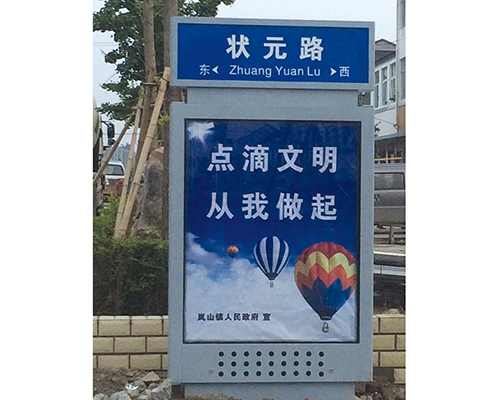 状元路
东 Zhuang Yuan Lu 西
点滴文明
从我做起
岚山镇人民政府 宣